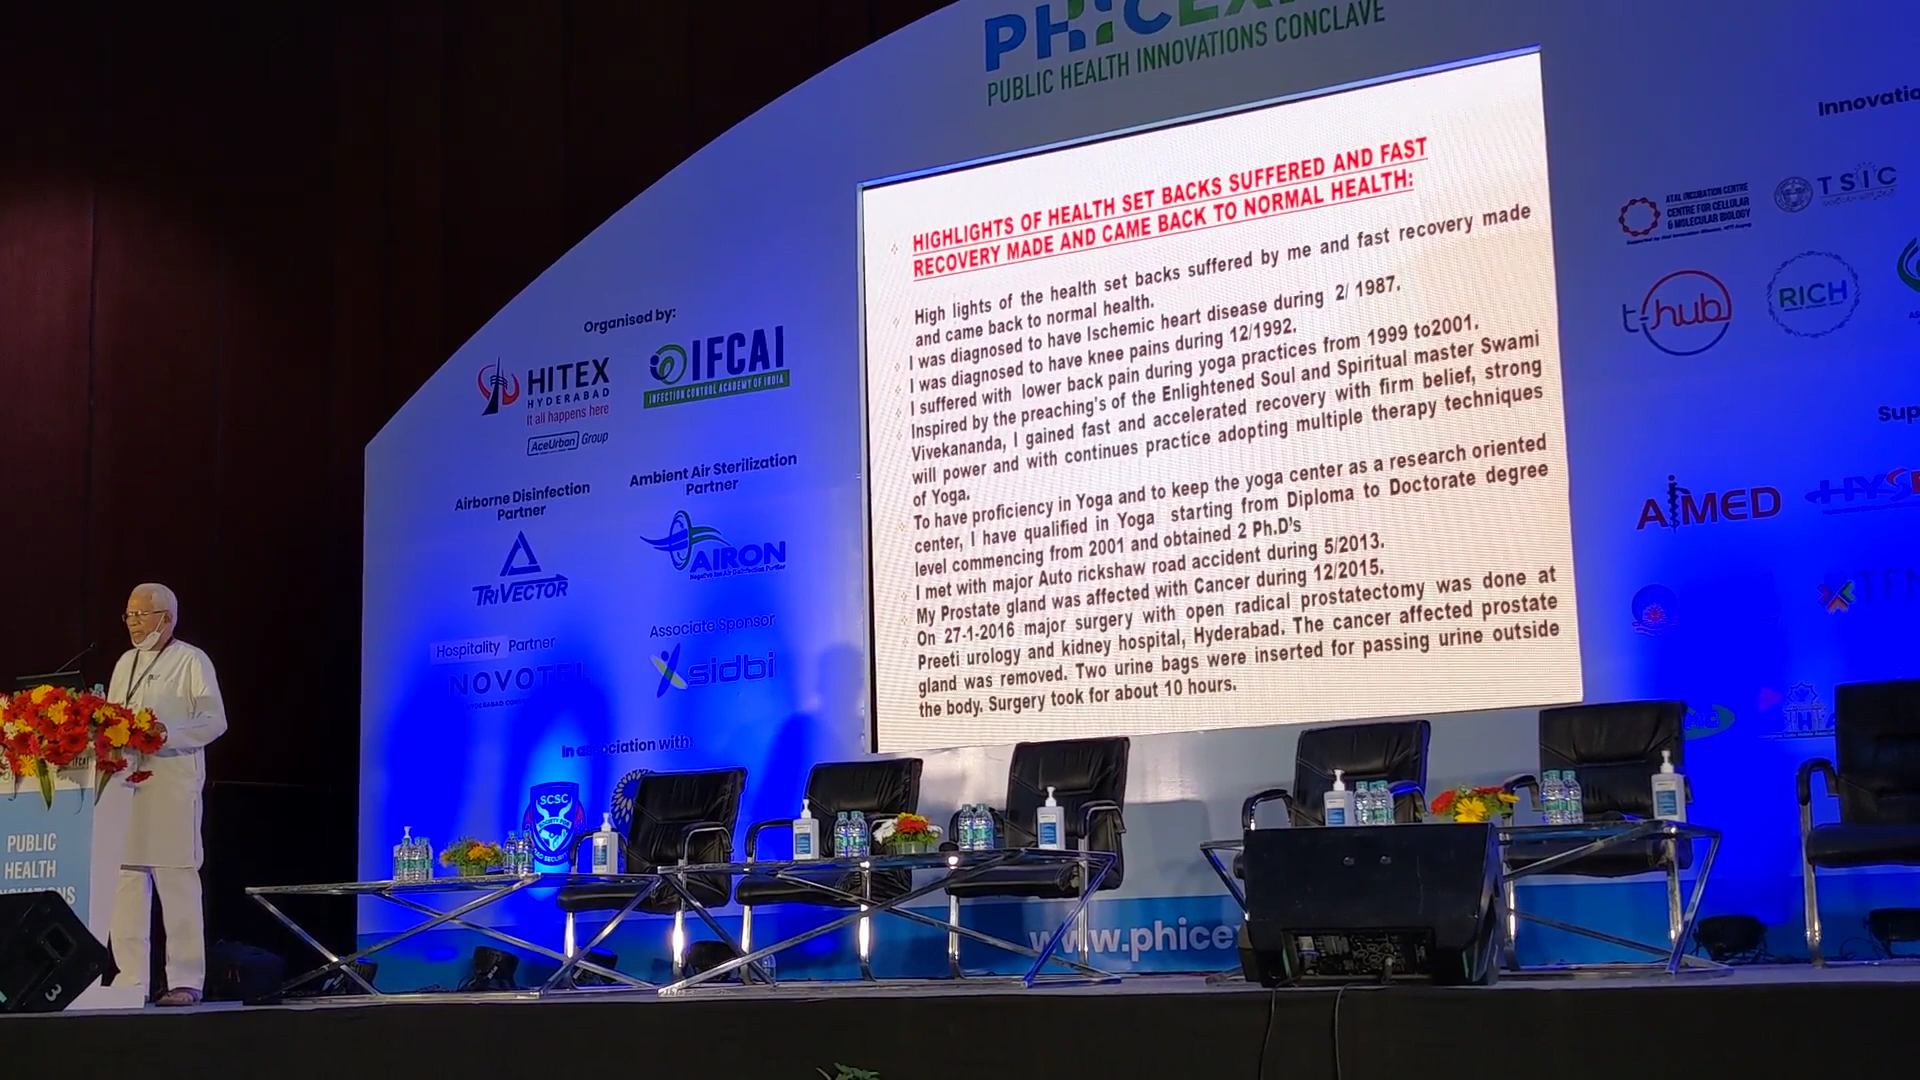 PUBLIC HEALTH INNOVATIONS CONCLAVE
HIGHLIGHTS OF HEALTH SET BACKS SUFFERED AND FAST
RECOVERY MADE AND CAME BACK TO NORMAL HEALTH:
High lights of the health set backs suffered by me and fast recovery made
and came back to normal health.
I was diagnosed to have Ischemic heart disease during 2/ 1987.
I was diagnosed to have knee pains during 12/1992.
I suffered with lower back pain during yoga practices from 1999 to2001.
Inspired by the preaching's of the Enlightened Soul and Spiritual master Swami
Vivekananda, I gained fast and accelerated recovery with firm belief, strong
will power and with continues practice adopting multiple therapy techniques
of Yoga.
To have proficiency in Yoga and to keep the yoga center as a research oriented
center, I have qualified in Yoga starting from Diploma to Doctorate degree
level commencing from 2001 and obtained 2 Ph.D's
I met with major Auto rickshaw road accident during 5/2013.
My Prostate gland was affected with Cancer during 12/2015.
On 27-1-2016 major surgery with open radical prostatectomy was done at
Preeti urology and kidney hospital, Hyderabad. The cancer affected prostate
gland was removed. Two urine bags were inserted for passing urine outside
the body. Surgery took for about 10 hours.
Organised by:
HITEX
HYDERABAD
It all happens here
AceUrban Group
IFCAI
INFECTION CONTROL ACADEMY OF INDIA
Airborne Disinfection
Partner
TRIVECTOR
Ambient Air Sterilization
Partner
AIRON
Hospitality Partner
NOVOTEL
Associate Sponsor
sidbi
In association with:
SCSC
ATAL INCUBATION CENTRE
CENTRE FOR CELLULAR
& MOLECULAR BIOLOGY
TSIC
t-hub
RICH
AiMED
PUBLIC
HEALTH
IFCAI
3